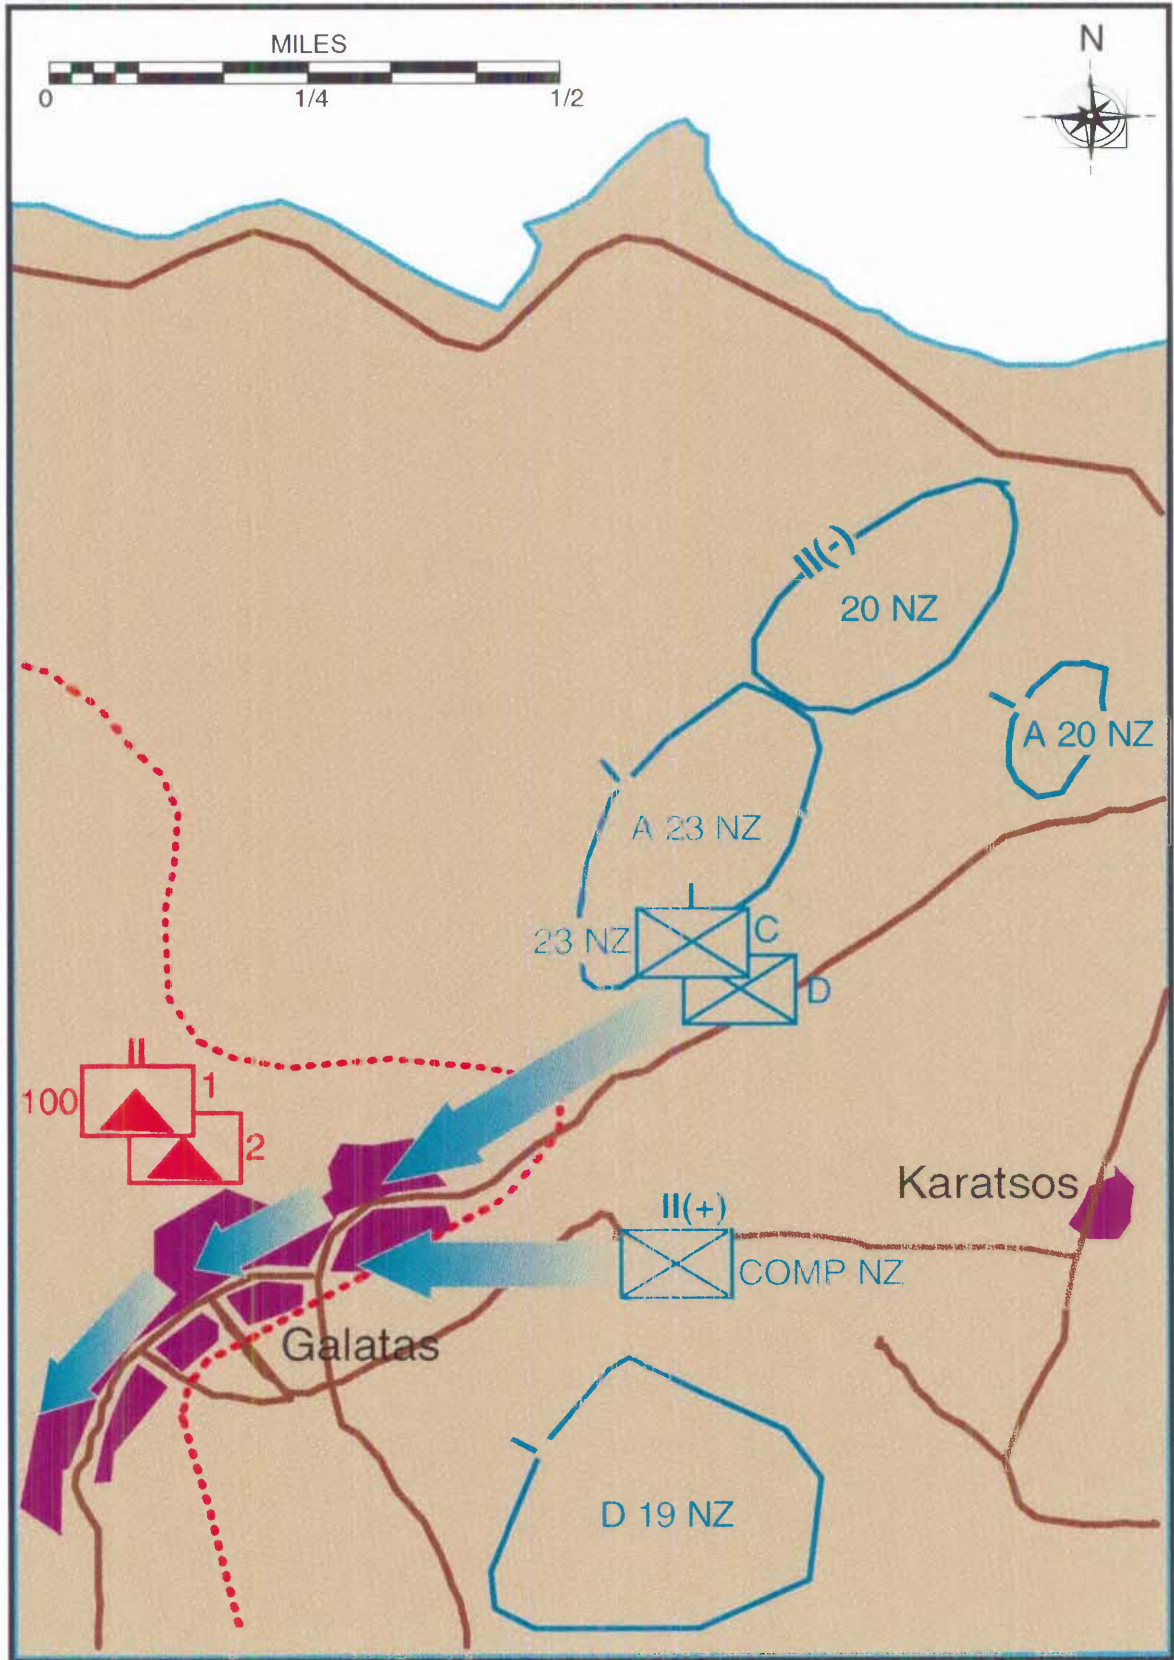 MILES
0 1/4 1/2
N
II(-)
20 NZ
A 20 NZ
A 23 NZ
23 NZ C
D
100 1
2
Karatsos
II(+)
COMP NZ
Galatas
D 19 NZ